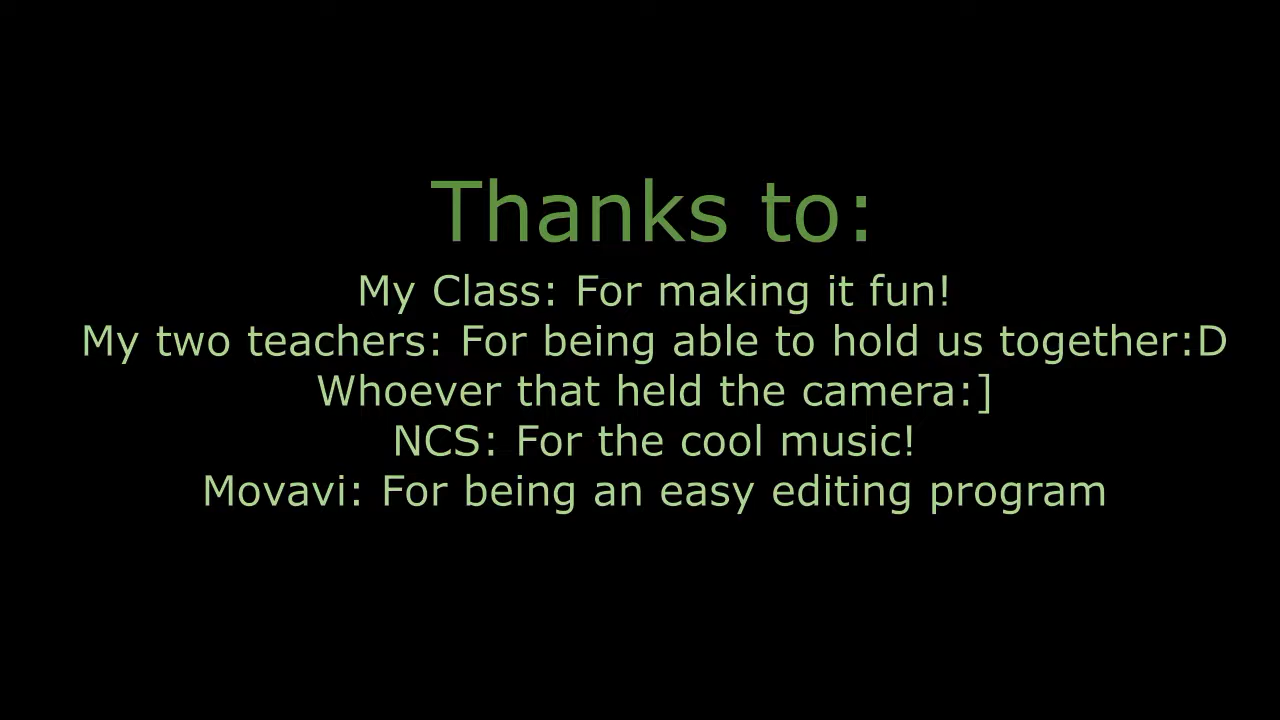 Thanks to:
My Class: For making it fun!
My two teachers: For being able to hold us together:D
Whoever that held the camera:]
NCS: For the cool music!
Movavi: For being an easy editing program